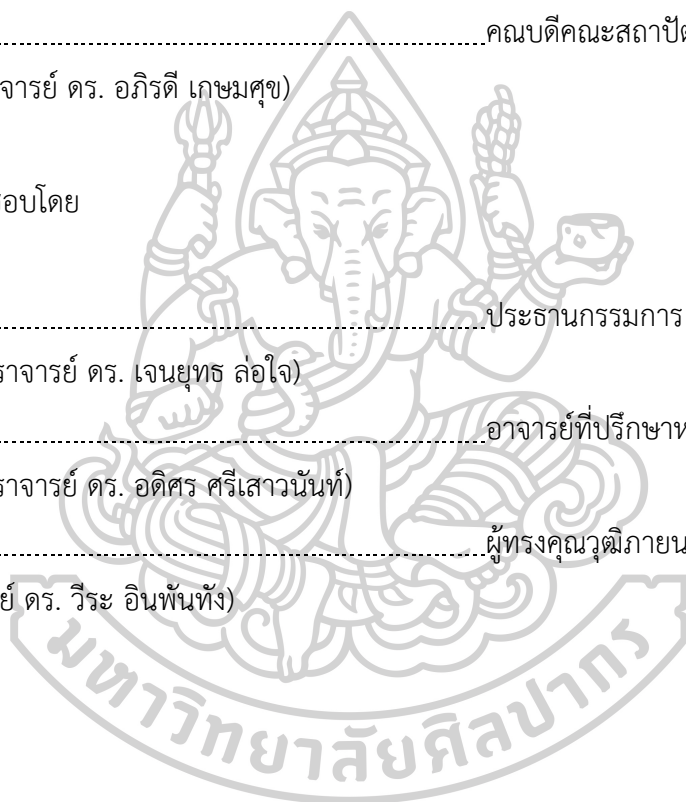 คณบดีคณะสถาปัต
จารย์ ดร. อภิรดี เกษมศุข)
อบโดย
ประธานกรรมการ
ราจารย์ ดร. เจนยุทธ ล่อใจ)
อาจารย์ที่ปรึกษาห
ราจารย์ ดร. อดิศร ศรีเสาวนันท์)
ผู้ทรงคุณวุฒิภายน
ย์ ดร. วีระ อินพันทัง)
มหาวิทยาลัยศิลปากร